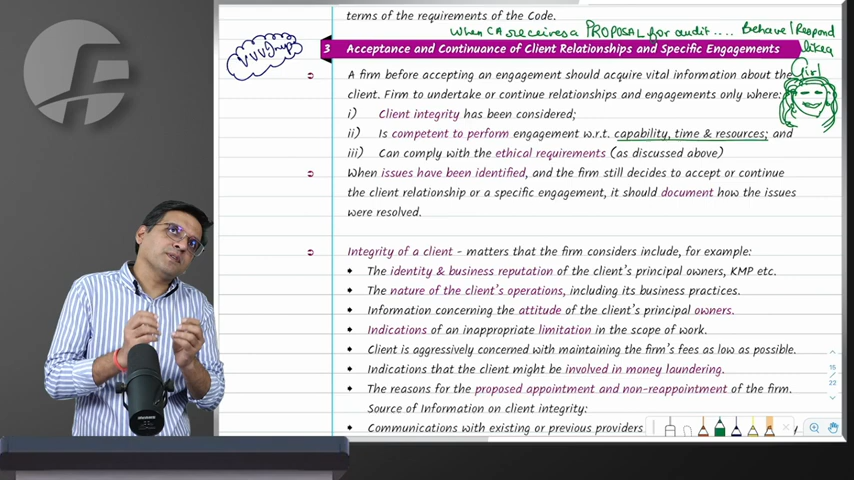 terms of the requirements of the Code.
When CA receives a PROPOSAL for audit.... Behave / Respond
like a
Girl
VVV Imp
3 Acceptance and Continuance of Client Relationships and Specific Engagements
A firm before accepting an engagement should acquire vital information about the
client. Firm to undertake or continue relationships and engagements only where:
i) Client integrity has been considered;
ii) Is competent to perform engagement w.r.t. capability, time & resources; and
iii) Can comply with the ethical requirements (as discussed above)
When issues have been identified, and the firm still decides to accept or continue
the client relationship or a specific engagement, it should document how the issues
were resolved.
Integrity of a client - matters that the firm considers include, for example:
• The identity & business reputation of the client's principal owners, KMP etc.
• The nature of the client's operations, including its business practices.
• Information concerning the attitude of the client's principal owners.
• Indications of an inappropriate limitation in the scope of work.
• Client is aggressively concerned with maintaining the firm's fees as low as possible.
• Indications that the client might be involved in money laundering.
• The reasons for the proposed appointment and non-reappointment of the firm.
Source of Information on client integrity:
• Communications with existing or previous providers
15
/
22